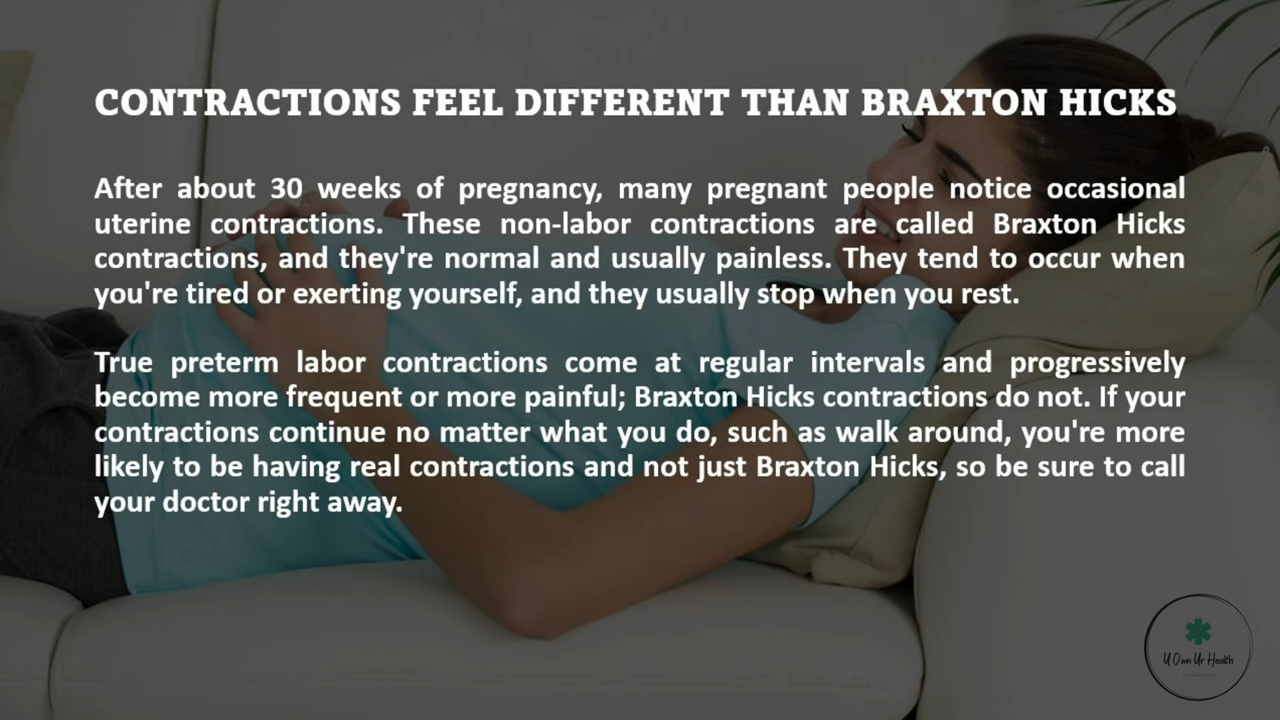 CONTRACTIONS FEEL DIFFERENT THAN BRAXTON HICKS
After about 30 weeks of pregnancy, many pregnant people notice occasional
uterine contractions. These non-labor contractions are called Braxton Hicks
contractions, and they're normal and usually painless. They tend to occur when
you're tired or exerting yourself, and they usually stop when you rest.
True preterm labor contractions come at regular intervals and progressively
become more frequent or more painful; Braxton Hicks contractions do not. If your
contractions continue no matter what you do, such as walk around, you're more
likely to be having real contractions and not just Braxton Hicks, so be sure to call
your doctor right away.
U Own Ur Health